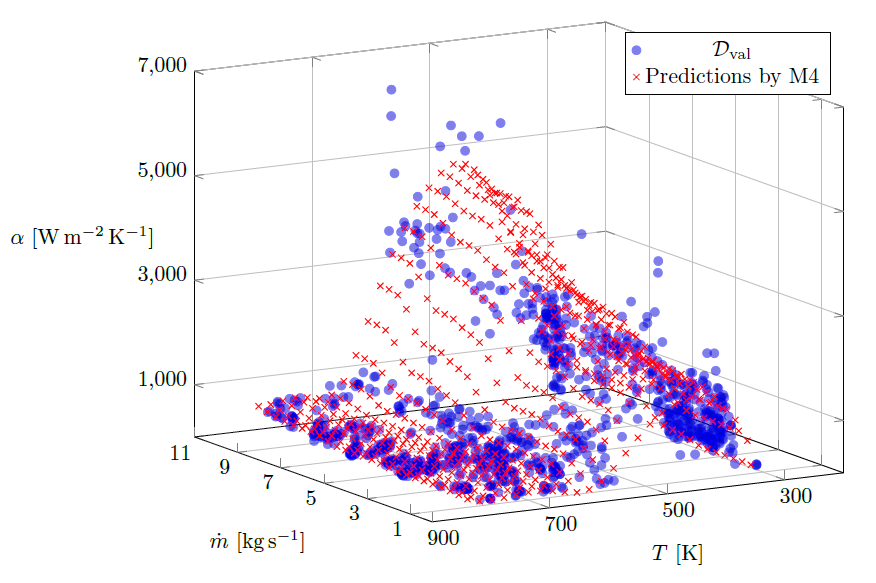 7,000
𝒟val
Predictions by M4
5,000
α [W m−2 K−1]
3,000
1,000
11
9
7
5
3
1
ṁ [kg s−1]
900
700
500
300
T [K]